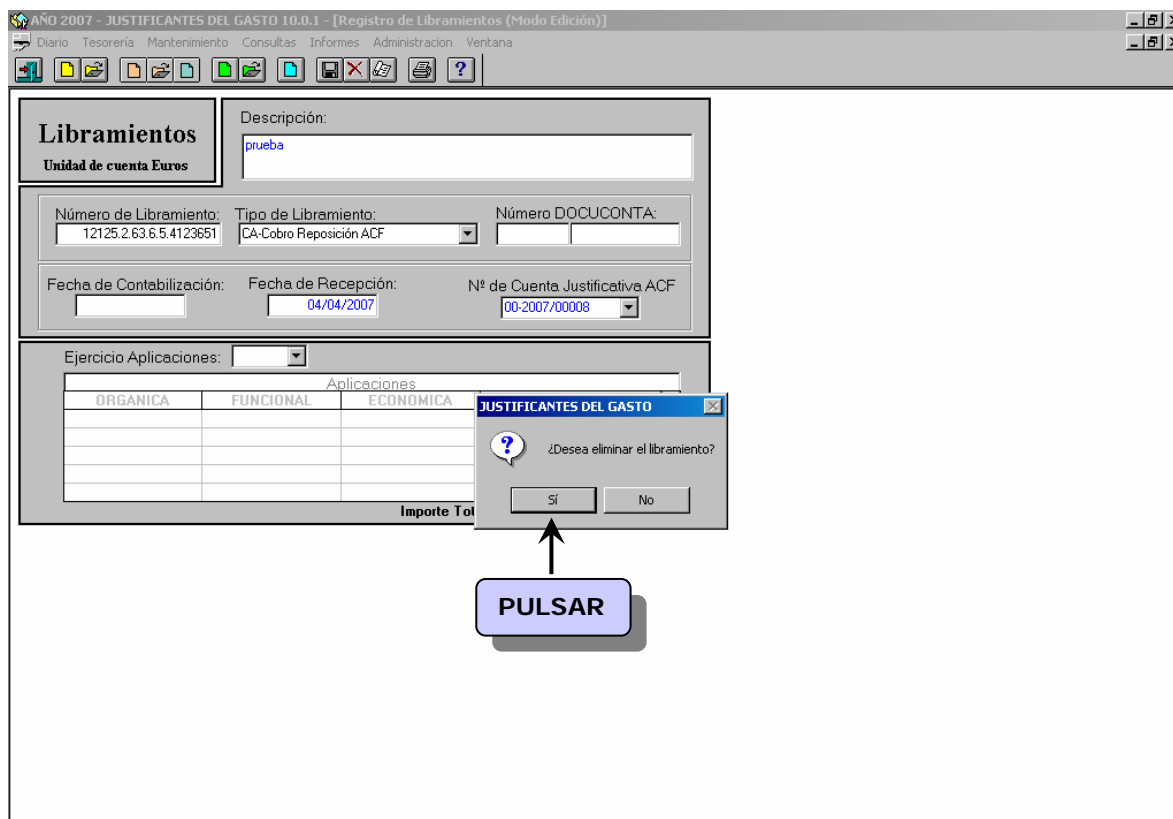 AÑO 2007 - JUSTIFICANTES DEL GASTO 10.0.1 - [Registro de Libramientos (Modo Edición)]
Diario Tesorería Mantenimiento Consultas Informes Administracion Ventana
Libramientos
Unidad de cuenta Euros
Descripción:
prueba
Número de Libramiento: Tipo de Libramiento: Número DOCUCONTA:
12125.2.63.6.5.4123651 CA-Cobro Reposición ACF
Fecha de Contabilización: Fecha de Recepción: Nº de Cuenta Justificativa ACF
04/04/2007 00-2007/00008
Ejercicio Aplicaciones:
Aplicaciones
ORGANICA FUNCIONAL ECONOMICA
Importe Tot
JUSTIFICANTES DEL GASTO
¿Desea eliminar el libramiento?
Sí No
PULSAR